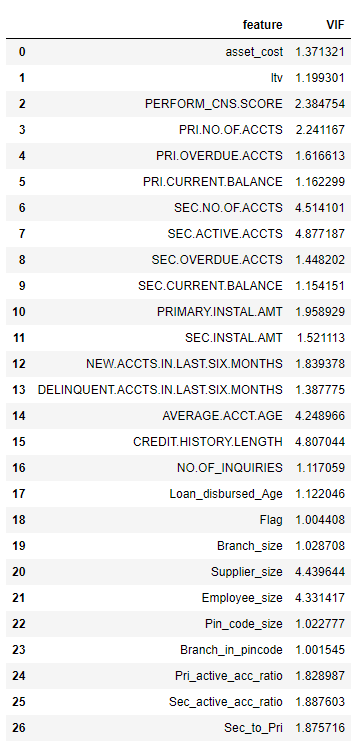 feature VIF
0 asset_cost 1.371321
1 ltv 1.199301
2 PERFORM_CNS.SCORE 2.384754
3 PRI.NO.OF.ACCTS 2.241167
4 PRI.OVERDUE.ACCTS 1.616613
5 PRI.CURRENT.BALANCE 1.162299
6 SEC.NO.OF.ACCTS 4.514101
7 SEC.ACTIVE.ACCTS 4.877187
8 SEC.OVERDUE.ACCTS 1.448202
9 SEC.CURRENT.BALANCE 1.154151
10 PRIMARY.INSTAL.AMT 1.958929
11 SEC.INSTAL.AMT 1.521113
12 NEW.ACCTS.IN.LAST.SIX.MONTHS 1.839378
13 DELINQUENT.ACCTS.IN.LAST.SIX.MONTHS 1.387775
14 AVERAGE.ACCT.AGE 4.248966
15 CREDIT.HISTORY.LENGTH 4.807044
16 NO.OF_INQUIRIES 1.117059
17 Loan_disbursed_Age 1.122046
18 Flag 1.004408
19 Branch_size 1.028708
20 Supplier_size 4.439644
21 Employee_size 4.331417
22 Pin_code_size 1.022777
23 Branch_in_pincode 1.001545
24 Pri_active_acc_ratio 1.828987
25 Sec_active_acc_ratio 1.887603
26 Sec_to_Pri 1.875716